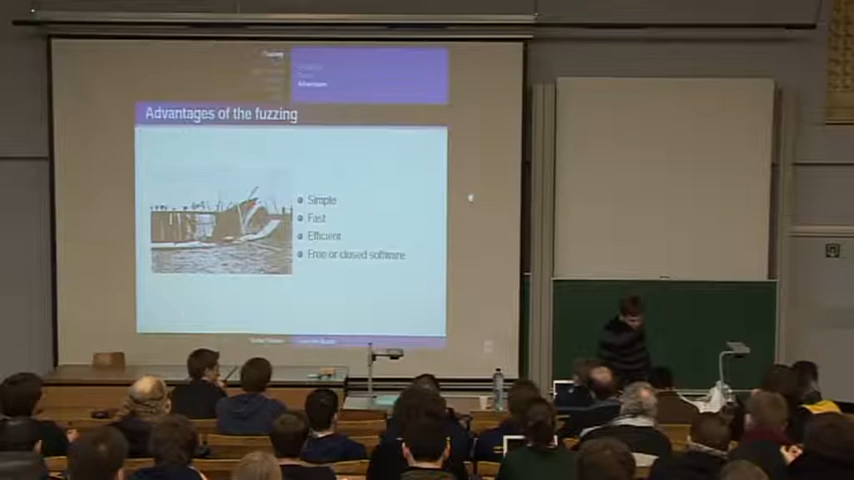 Advantages of the fuzzing
Simple
Fast
Efficient
Free or closed software